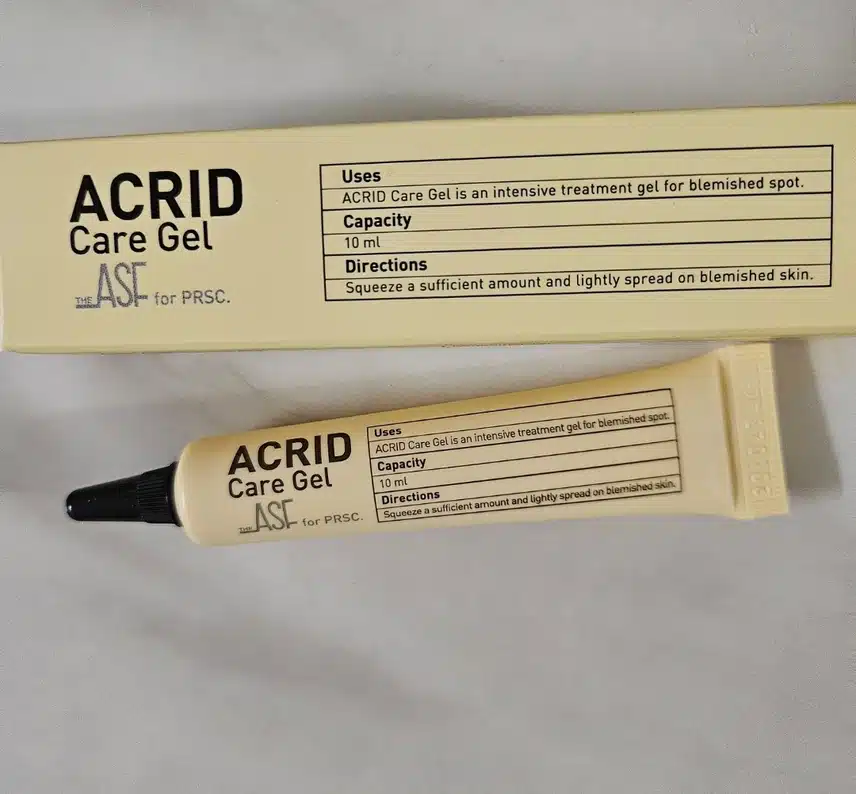 ACRID
Care Gel
THE ASF for PRSC.
Uses
ACRID Care Gel is an intensive treatment gel for blemished spot.
Capacity
10 ml
Directions
Squeeze a sufficient amount and lightly spread on blemished skin.
ACRID
Care Gel
THE ASF for PRSC.
Uses
ACRID Care Gel is an intensive treatment gel for blemished spot.
Capacity
10 ml
Directions
Squeeze a sufficient amount and lightly spread on blemished skin.